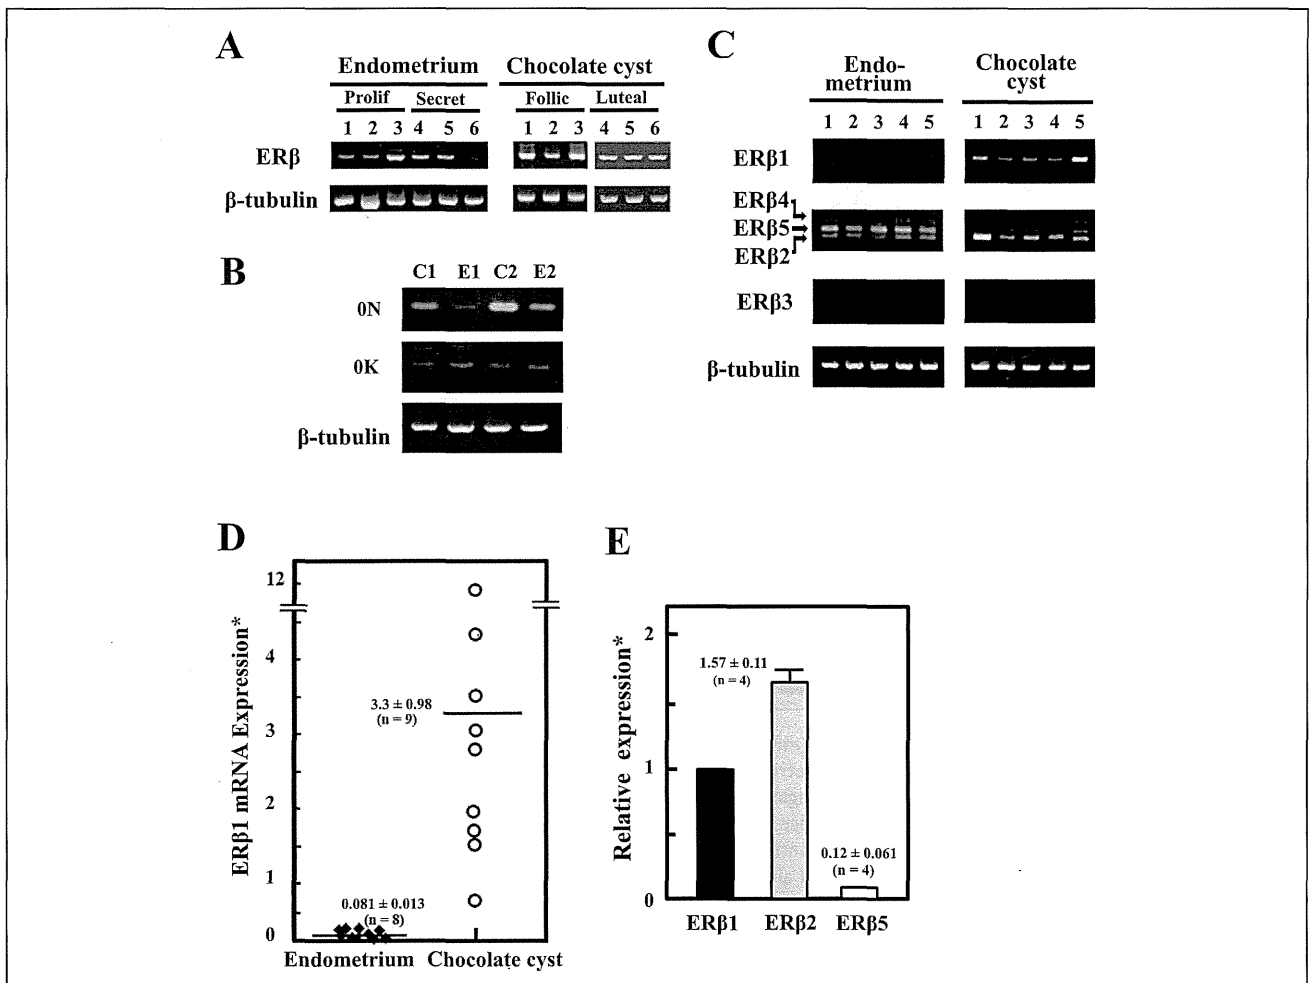 A
Endometrium Chocolate cyst
Prolif Secret Follic Luteal
1 2 3 4 5 6 1 2 3 4 5 6
ERβ
β-tubulin
B
C1 E1 C2 E2
0N
0K
β-tubulin
C
Endo-
metrium
Chocolate
cyst
1 2 3 4 5 1 2 3 4 5
ERβ1
ERβ4
ERβ5
ERβ2
ERβ3
β-tubulin
D
ERβ1 mRNA Expression*
12
4
3
2
1
0
3.3 ± 0.98
(n = 9)
0.081 ± 0.013
(n = 8)
Endometrium Chocolate cyst
E
Relative expression*
2
1
0
1.57 ± 0.11
(n = 4)
0.12 ± 0.061
(n = 4)
ERβ1 ERβ2 ERβ5